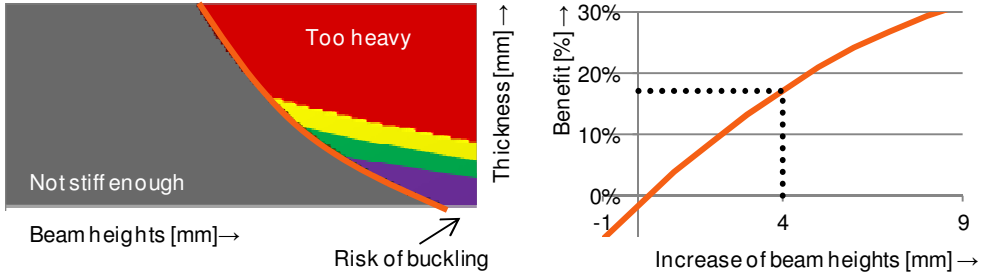 Too heavy
Not stiff enough
Beam heights [mm]→
Risk of buckling
Thickness [mm] →
Benefit [%] →
30%
20%
10%
0%
-1
4
9
Increase of beam heights [mm] →